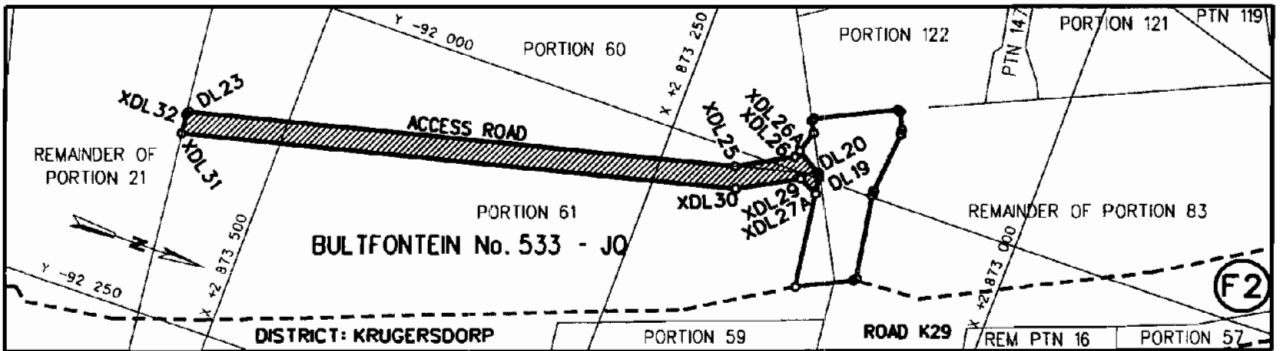 Y -92 000
PORTION 60
X +2 873 250
PORTION 122
PTN 147
PORTION 121
PTN 119
XDL32
DL23
ACCESS ROAD
XDL25
XDL26A
XDL26
DL20
DL19
XDL31
REMAINDER OF
PORTION 21
XDL30
XDL29
XDL27A
PORTION 61
REMAINDER OF PORTION 83
N
BULTFONTEIN No. 533 - JQ
X +2 873 500
X +2 873 000
Y -92 250
F2
DISTRICT: KRUGERSDORP
PORTION 59
ROAD K29
REM PTN 16
PORTION 57